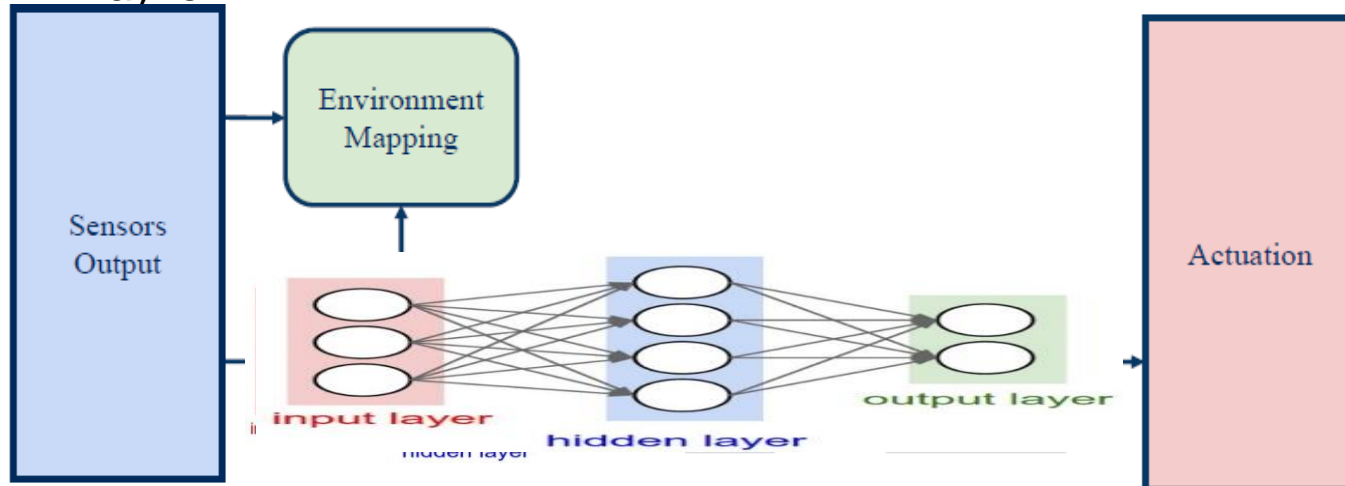 Environment
Mapping
Sensors
Output
Actuation
input layer
hidden layer
output layer
hidden layer